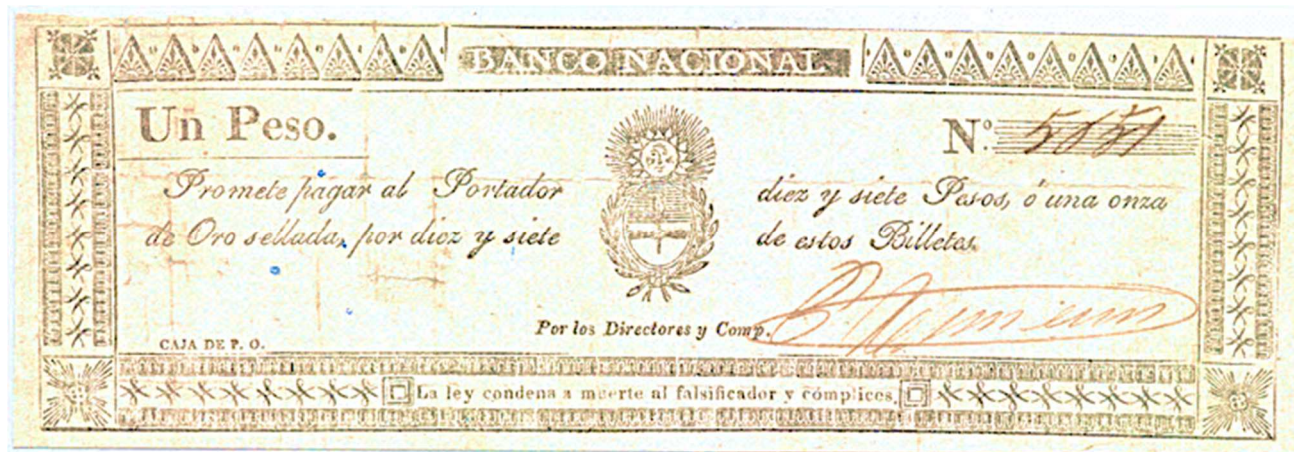 BANCO NACIONAL
Un Peso.
Nº 5151
Promete pagar al Portador diez y siete Pesos, ó una onza
de Oro sellada, por diez y siete de estos Billetes.
Por los Directores y Comp.
CAJA DE P. O.
La ley condena a muerte al falsificador y cómplices,